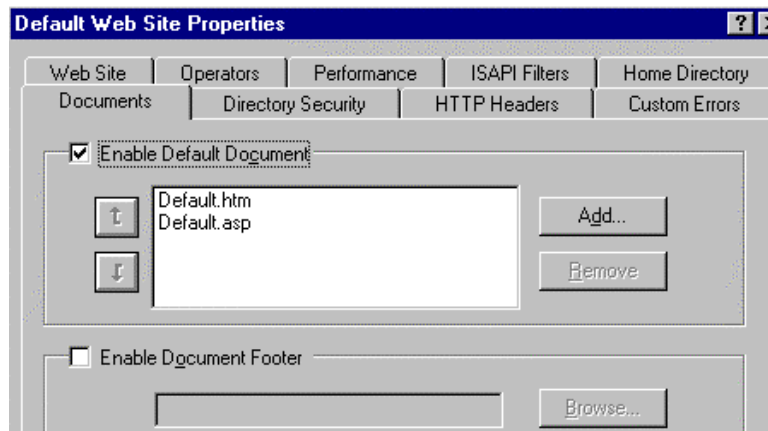 Default Web Site Properties
Web Site Operators Performance ISAPI Filters Home Directory
Documents Directory Security HTTP Headers Custom Errors
Enable Default Document
Default.htm
Default.asp
Add...
Remove
Enable Document Footer
Browse...